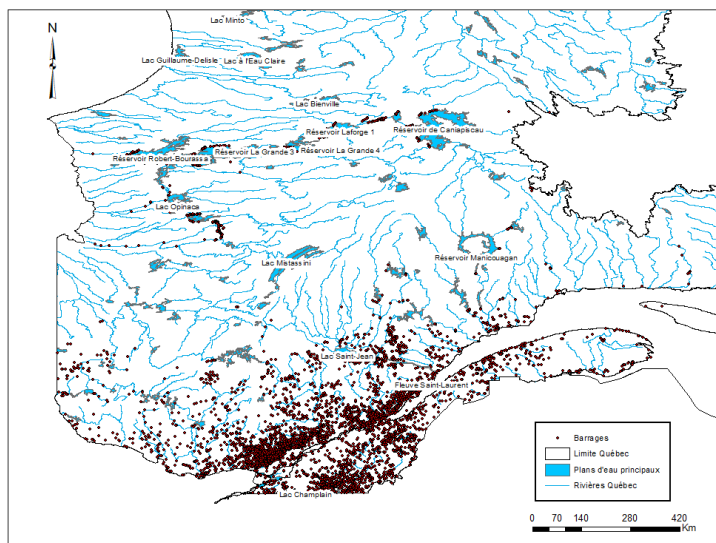 Lac Minto
N
Lac Guillaume-Delisle
Lac à l'Eau Claire
Lac Bienville
Réservoir Laforge 1
Réservoir de Caniapiscau
Réservoir Robert-Bourassa
Réservoir La Grande 3
Réservoir La Grande 4
Lac Opinaca
Réservoir Manicouagan
Lac Mistassini
Lac Saint-Jean
Fleuve Saint-Laurent
Lac Champlain
Barrages
Limite Québec
Plans d'eau principaux
Rivières Québec
0 70 140 280 420
Km